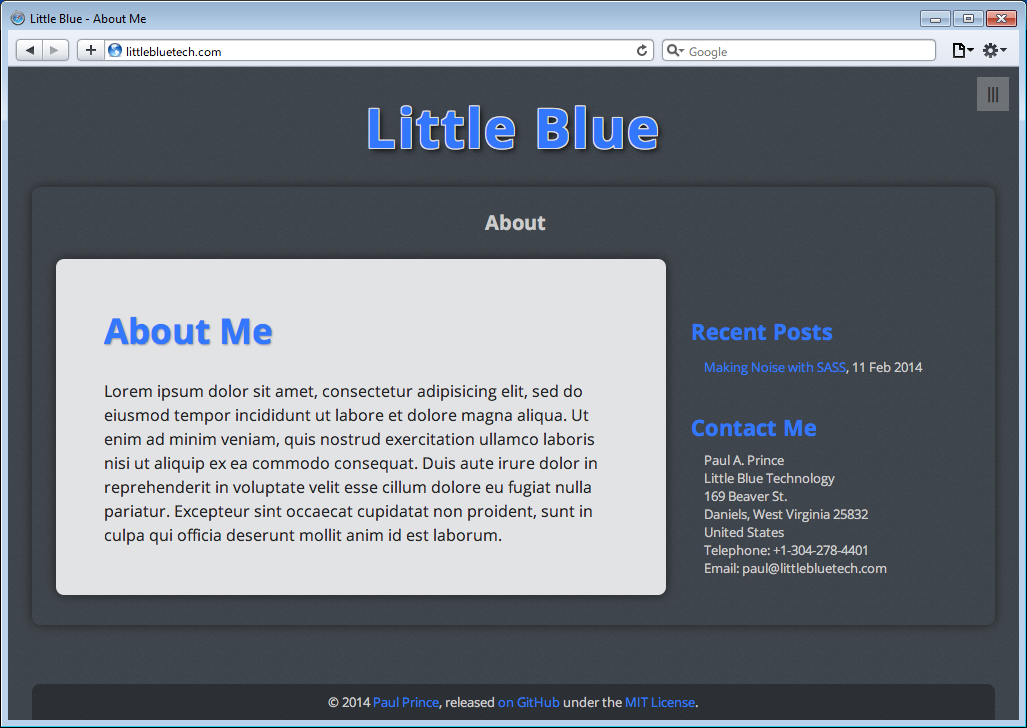 Little Blue - About Me
littlebluetech.com
Google
Little Blue
About
About Me
Lorem ipsum dolor sit amet, consectetur adipisicing elit, sed do
eiusmod tempor incididunt ut labore et dolore magna aliqua. Ut
enim ad minim veniam, quis nostrud exercitation ullamco laboris
nisi ut aliquip ex ea commodo consequat. Duis aute irure dolor in
reprehenderit in voluptate velit esse cillum dolore eu fugiat nulla
pariatur. Excepteur sint occaecat cupidatat non proident, sunt in
culpa qui officia deserunt mollit anim id est laborum.
Recent Posts
Making Noise with SASS, 11 Feb 2014
Contact Me
Paul A. Prince
Little Blue Technology
169 Beaver St.
Daniels, West Virginia 25832
United States
Telephone: +1-304-278-4401
Email: paul@littlebluetech.com
© 2014 Paul Prince, released on GitHub under the MIT License.